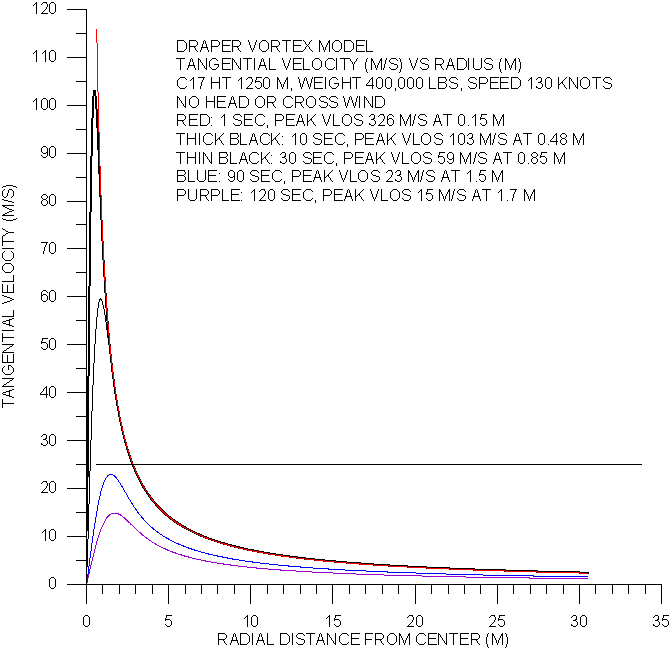 120
110
100
90
80
70
60
50
40
30
20
10
0
TANGENTIAL VELOCITY (M/S)
DRAPER VORTEX MODEL
TANGENTIAL VELOCITY (M/S) VS RADIUS (M)
C17 HT 1250 M, WEIGHT 400,000 LBS, SPEED 130 KNOTS
NO HEAD OR CROSS WIND
RED: 1 SEC, PEAK VLOS 326 M/S AT 0.15 M
THICK BLACK: 10 SEC, PEAK VLOS 103 M/S AT 0.48 M
THIN BLACK: 30 SEC, PEAK VLOS 59 M/S AT 0.85 M
BLUE: 90 SEC, PEAK VLOS 23 M/S AT 1.5 M
PURPLE: 120 SEC, PEAK VLOS 15 M/S AT 1.7 M
0 5 10 15 20 25 30 35
RADIAL DISTANCE FROM CENTER (M)